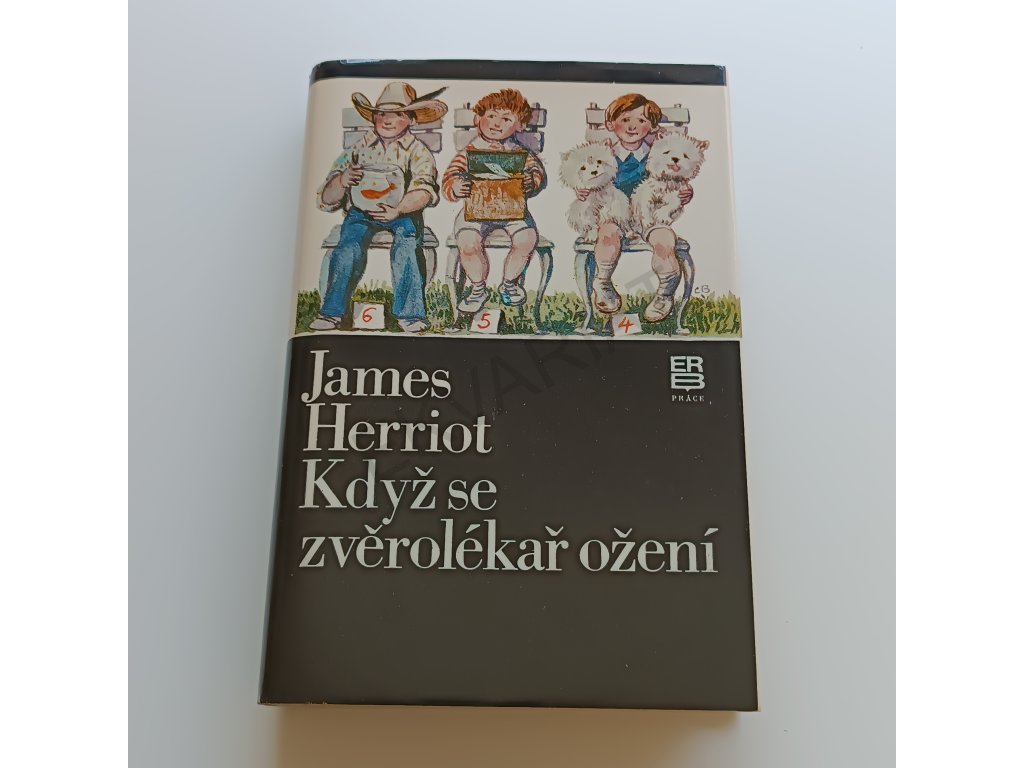 6 5 4
cB
James
Herriot
Když se
zvěrolékař ožení
ERB
PRÁCE